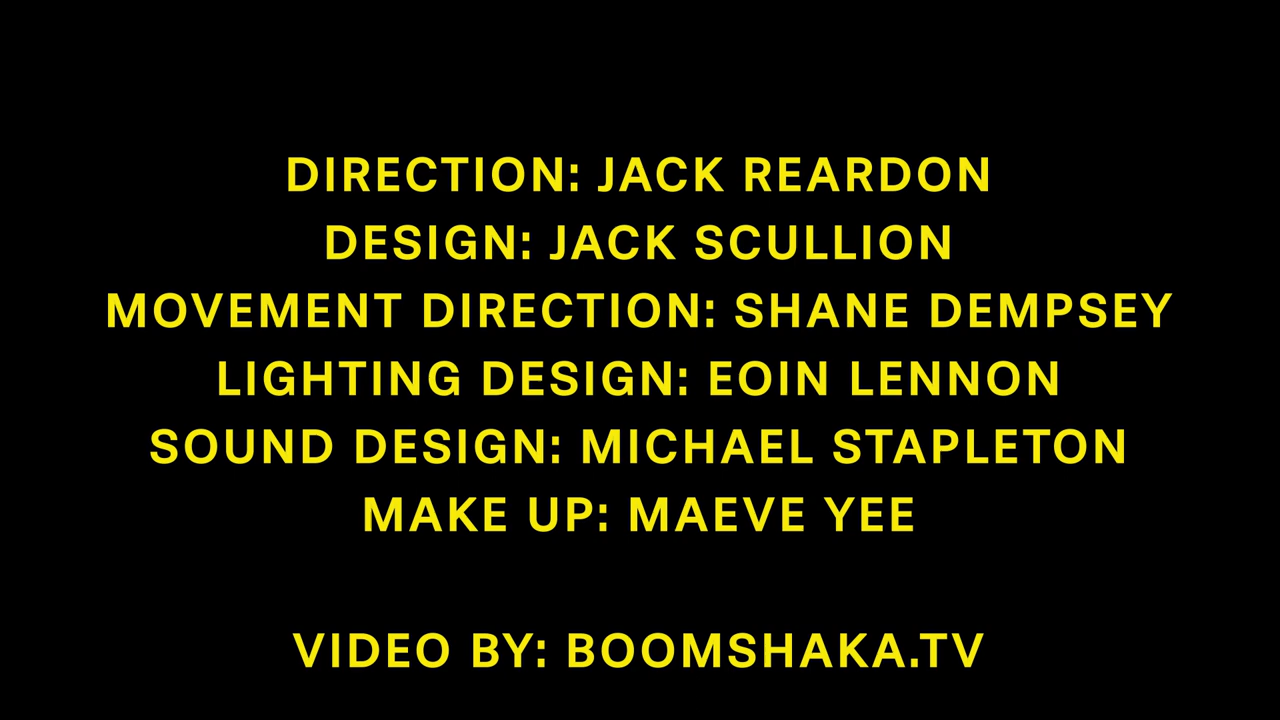 DIRECTION: JACK REARDON
DESIGN: JACK SCULLION
MOVEMENT DIRECTION: SHANE DEMPSEY
LIGHTING DESIGN: EOIN LENNON
SOUND DESIGN: MICHAEL STAPLETON
MAKE UP: MAEVE YEE
VIDEO BY: BOOMSHAKA.TV